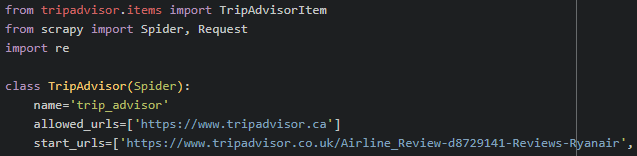 from tripadvisor.items import TripAdvisorItem
from scrapy import Spider, Request
import re
class TripAdvisor(Spider):
name='trip_advisor'
allowed_urls=['https://www.tripadvisor.ca']
start_urls=['https://www.tripadvisor.co.uk/Airline_Review-d8729141-Reviews-Ryanair',